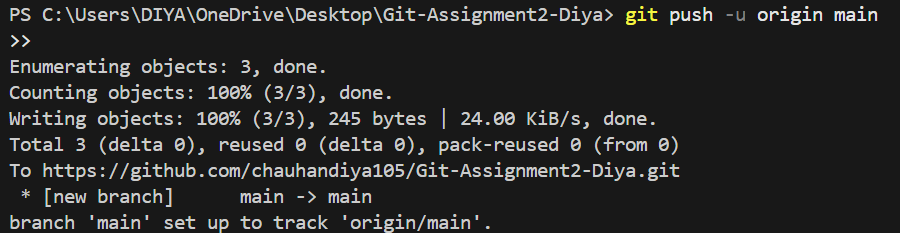 PS C:\Users\DIYA\OneDrive\Desktop\Git-Assignment2-Diya> git push -u origin main
>>
Enumerating objects: 3, done.
Counting objects: 100% (3/3), done.
Writing objects: 100% (3/3), 245 bytes | 24.00 KiB/s, done.
Total 3 (delta 0), reused 0 (delta 0), pack-reused 0 (from 0)
To https://github.com/chauhandiya105/Git-Assignment2-Diya.git
 * [new branch]      main -> main
branch 'main' set up to track 'origin/main'.